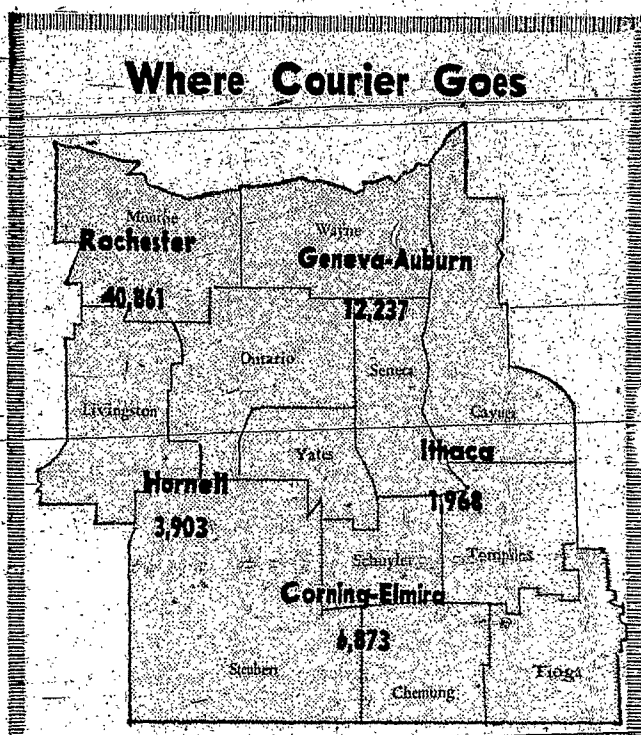 Where Courier Goes
Monroe
Rochester
40,861
Wayne
Geneva-Auburn
12,237
Ontario
Seneca
Livingston
Cayuga
Yates
Ithaca
1,968
Hornell
3,903
Schuyler
Tompkins
Corning-Elmira
6,873
Steuben
Chemung
Tioga